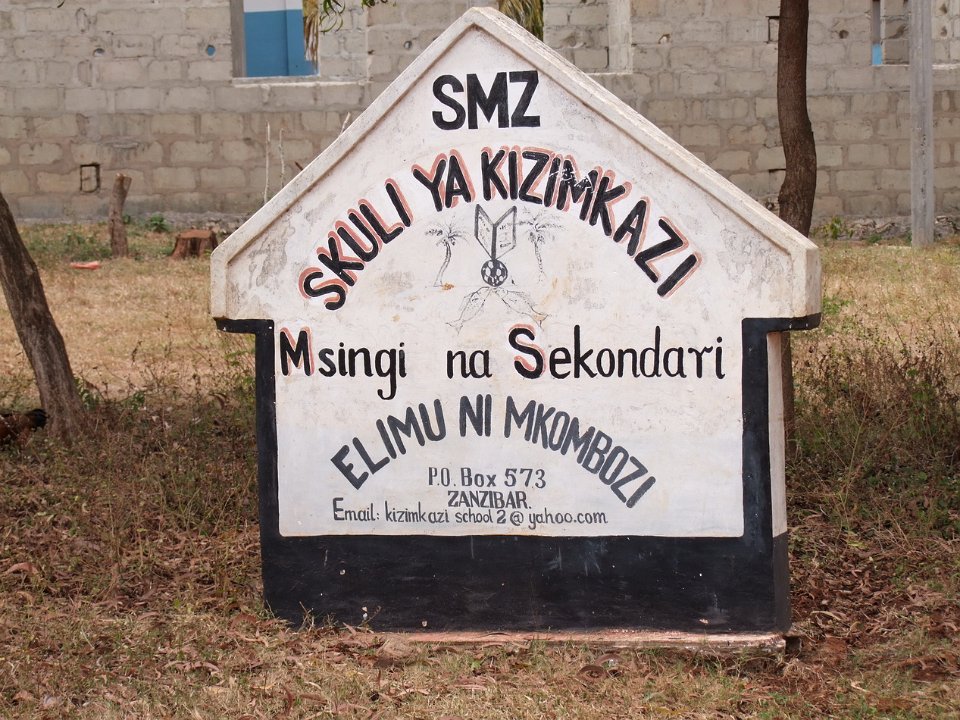 SMZ
SKULI YA KIZIMKAZI
Msingi na Sekondari
ELIMU NI MKOMBOZI
P.O. Box 573
ZANZIBAR.
Email: kizimkazi school 2@yahoo.com